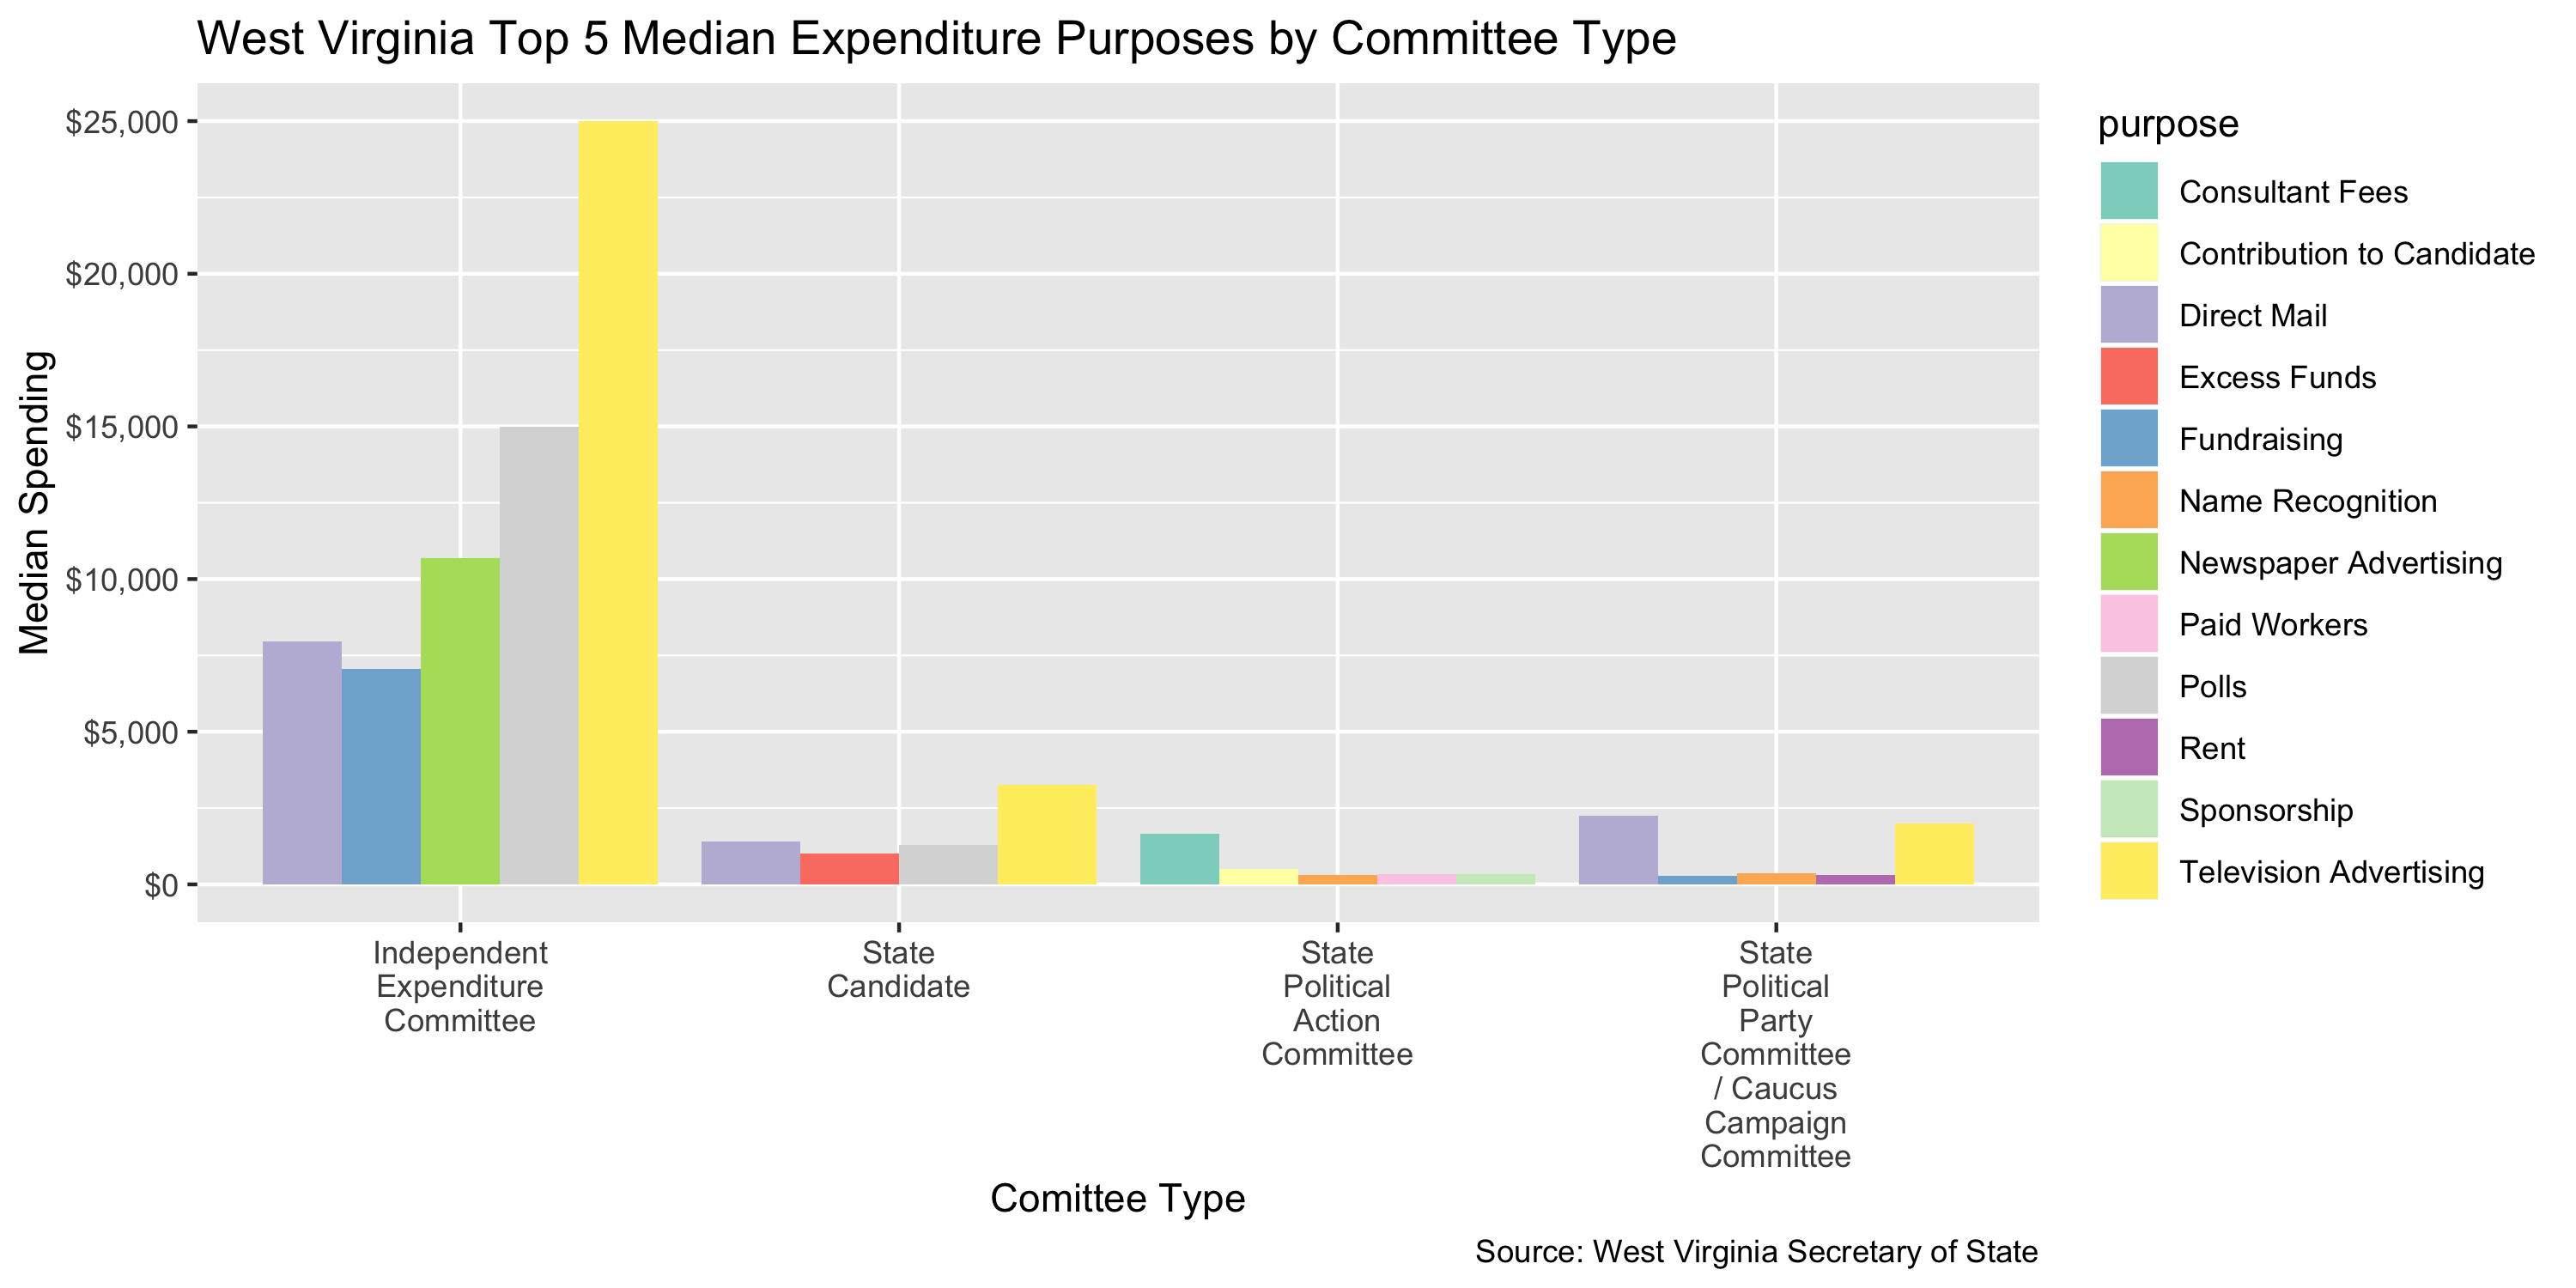 West Virginia Top 5 Median Expenditure Purposes by Committee Type
Median Spending
$25,000
$20,000
$15,000
$10,000
$5,000
$0
Independent
Expenditure
Committee
State
Candidate
State
Political
Action
Committee
State
Political
Party
Committee
/ Caucus
Campaign
Committee
Comittee Type
purpose
Consultant Fees
Contribution to Candidate
Direct Mail
Excess Funds
Fundraising
Name Recognition
Newspaper Advertising
Paid Workers
Polls
Rent
Sponsorship
Television Advertising
Source: West Virginia Secretary of State